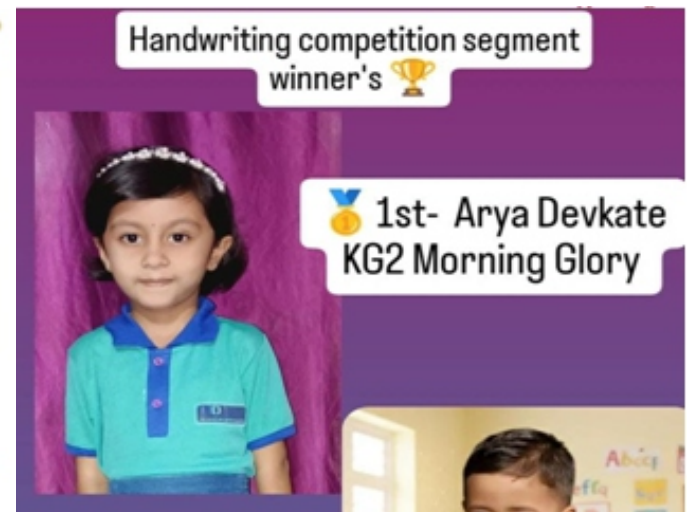 Handwriting competition segment
winner's 🏆
🥇 1st- Arya Devkate
KG2 Morning Glory